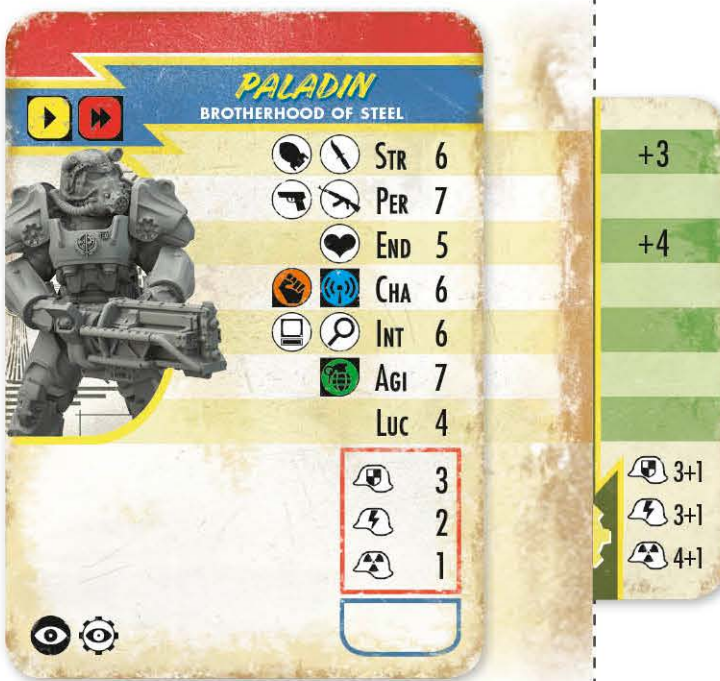 PALADIN
BROTHERHOOD OF STEEL
STR 6 +3
PER 7
END 5 +4
CHA 6
INT 6
AGI 7
LUC 4
3 3+1
2 3+1
1 4+1